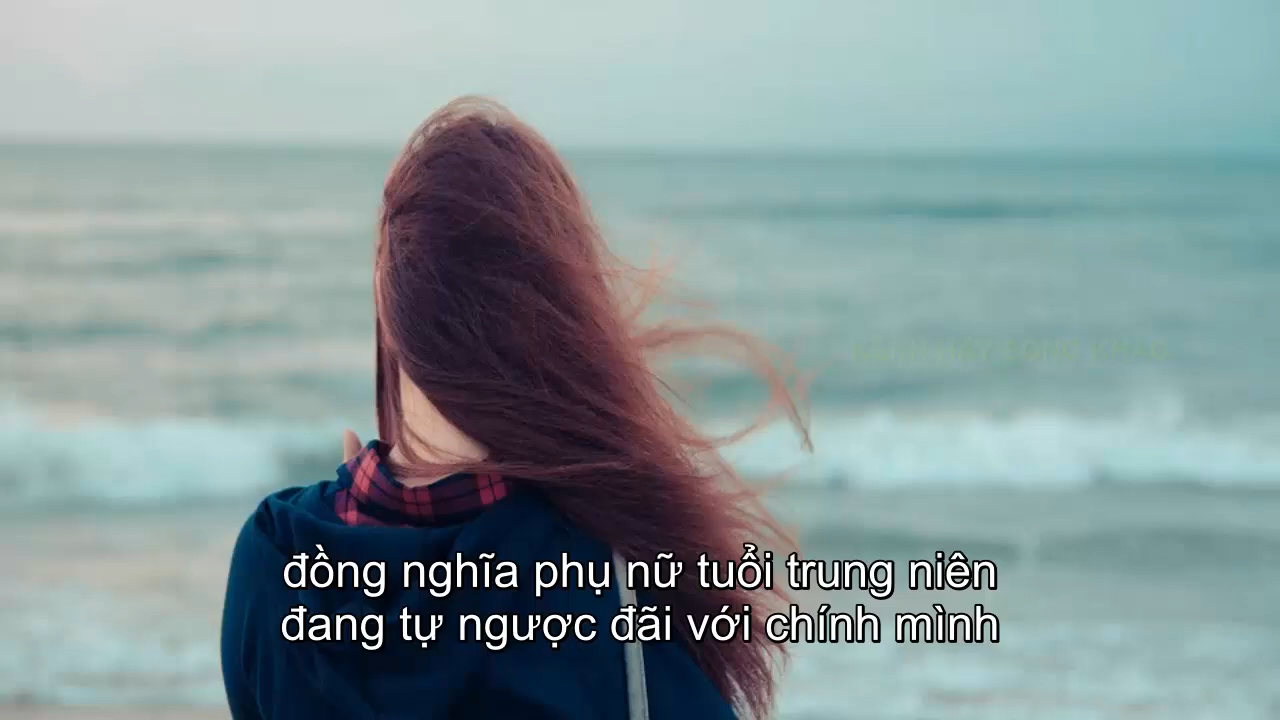 đồng nghĩa phụ nữ tuổi trung niên
đang tự ngược đãi với chính mình